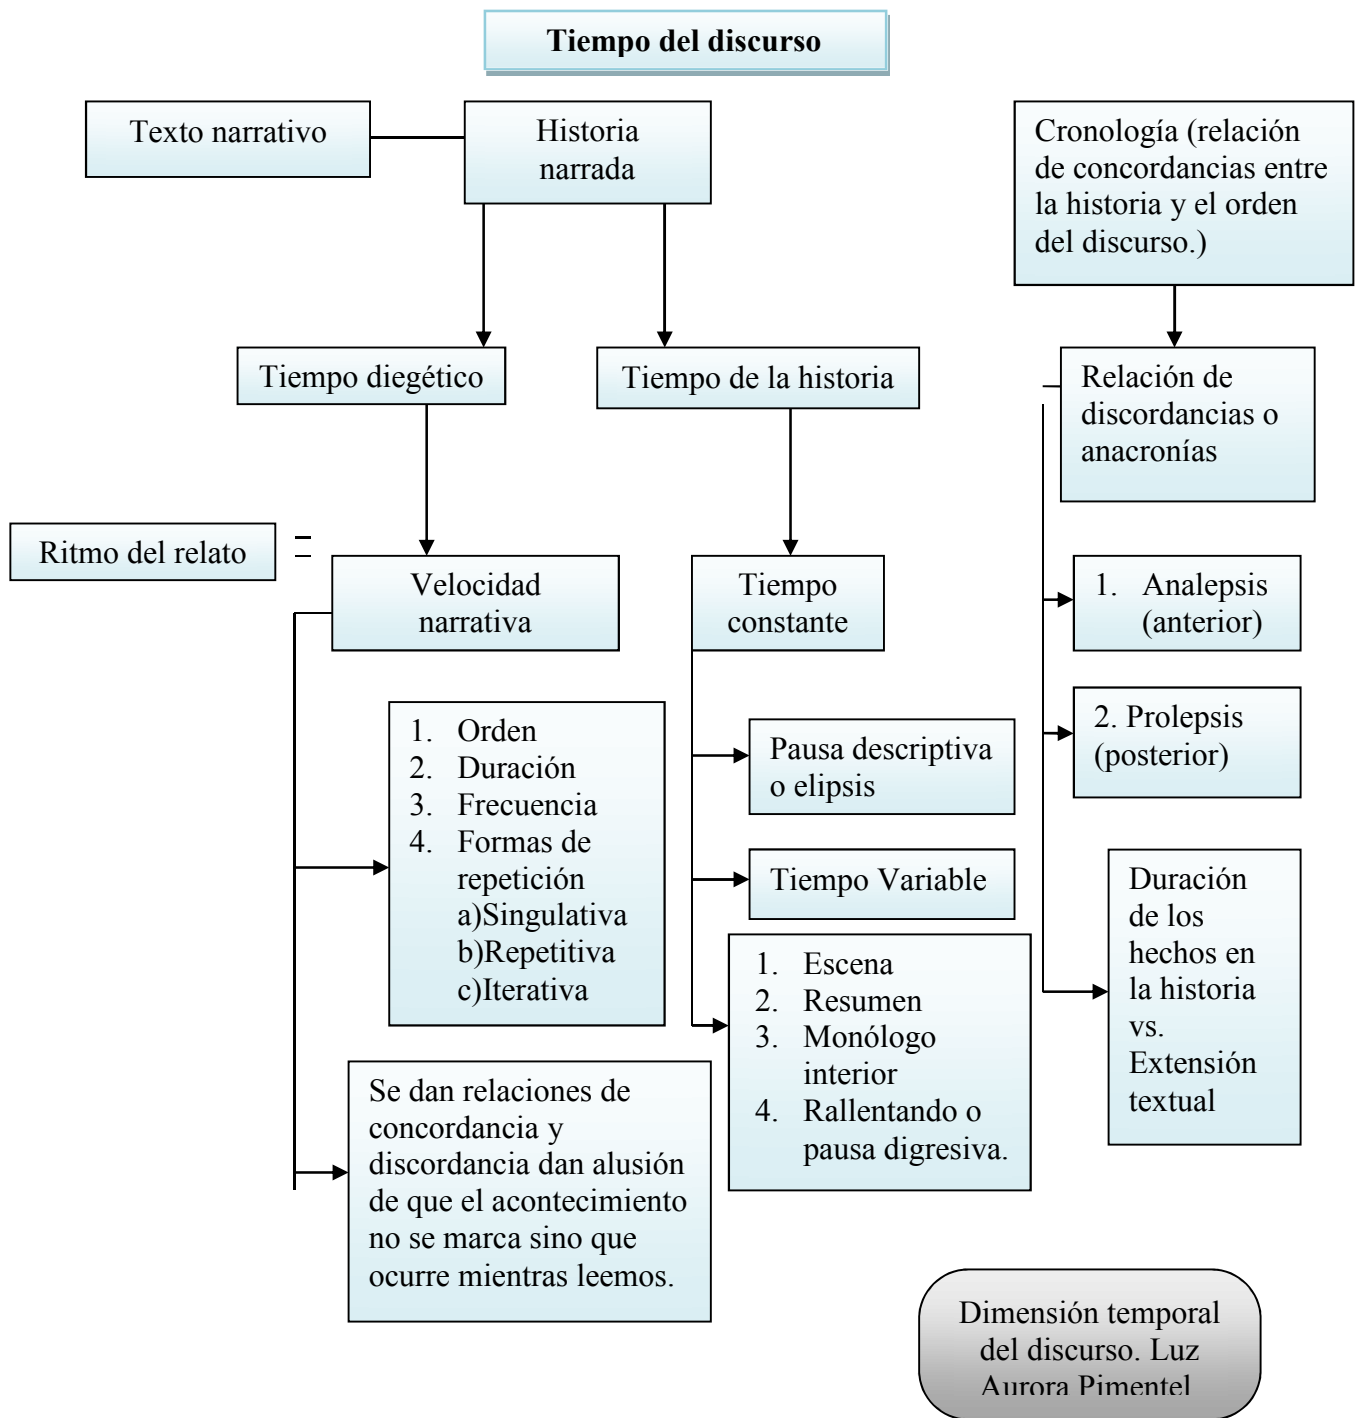 Tiempo del discurso
Texto narrativo
Historia
narrada
Cronología (relación
de concordancias entre
la historia y el orden
del discurso.)
Tiempo diegético
Tiempo de la historia
Relación de
discordancias o
anacronías
Ritmo del relato
=
Velocidad
narrativa
Tiempo
constante
1. Analepsis
(anterior)
2. Prolepsis
(posterior)
1. Orden
2. Duración
3. Frecuencia
4. Formas de
repetición
a)Singulativa
b)Repetitiva
c)Iterativa
Pausa descriptiva
o elipsis
Tiempo Variable
1. Escena
2. Resumen
3. Monólogo
interior
4. Rallentando o
pausa digresiva.
Duración
de los
hechos en
la historia
vs.
Extensión
textual
Se dan relaciones de
concordancia y
discordancia dan alusión
de que el acontecimiento
no se marca sino que
ocurre mientras leemos.
Dimensión temporal
del discurso. Luz
Aurora Pimentel